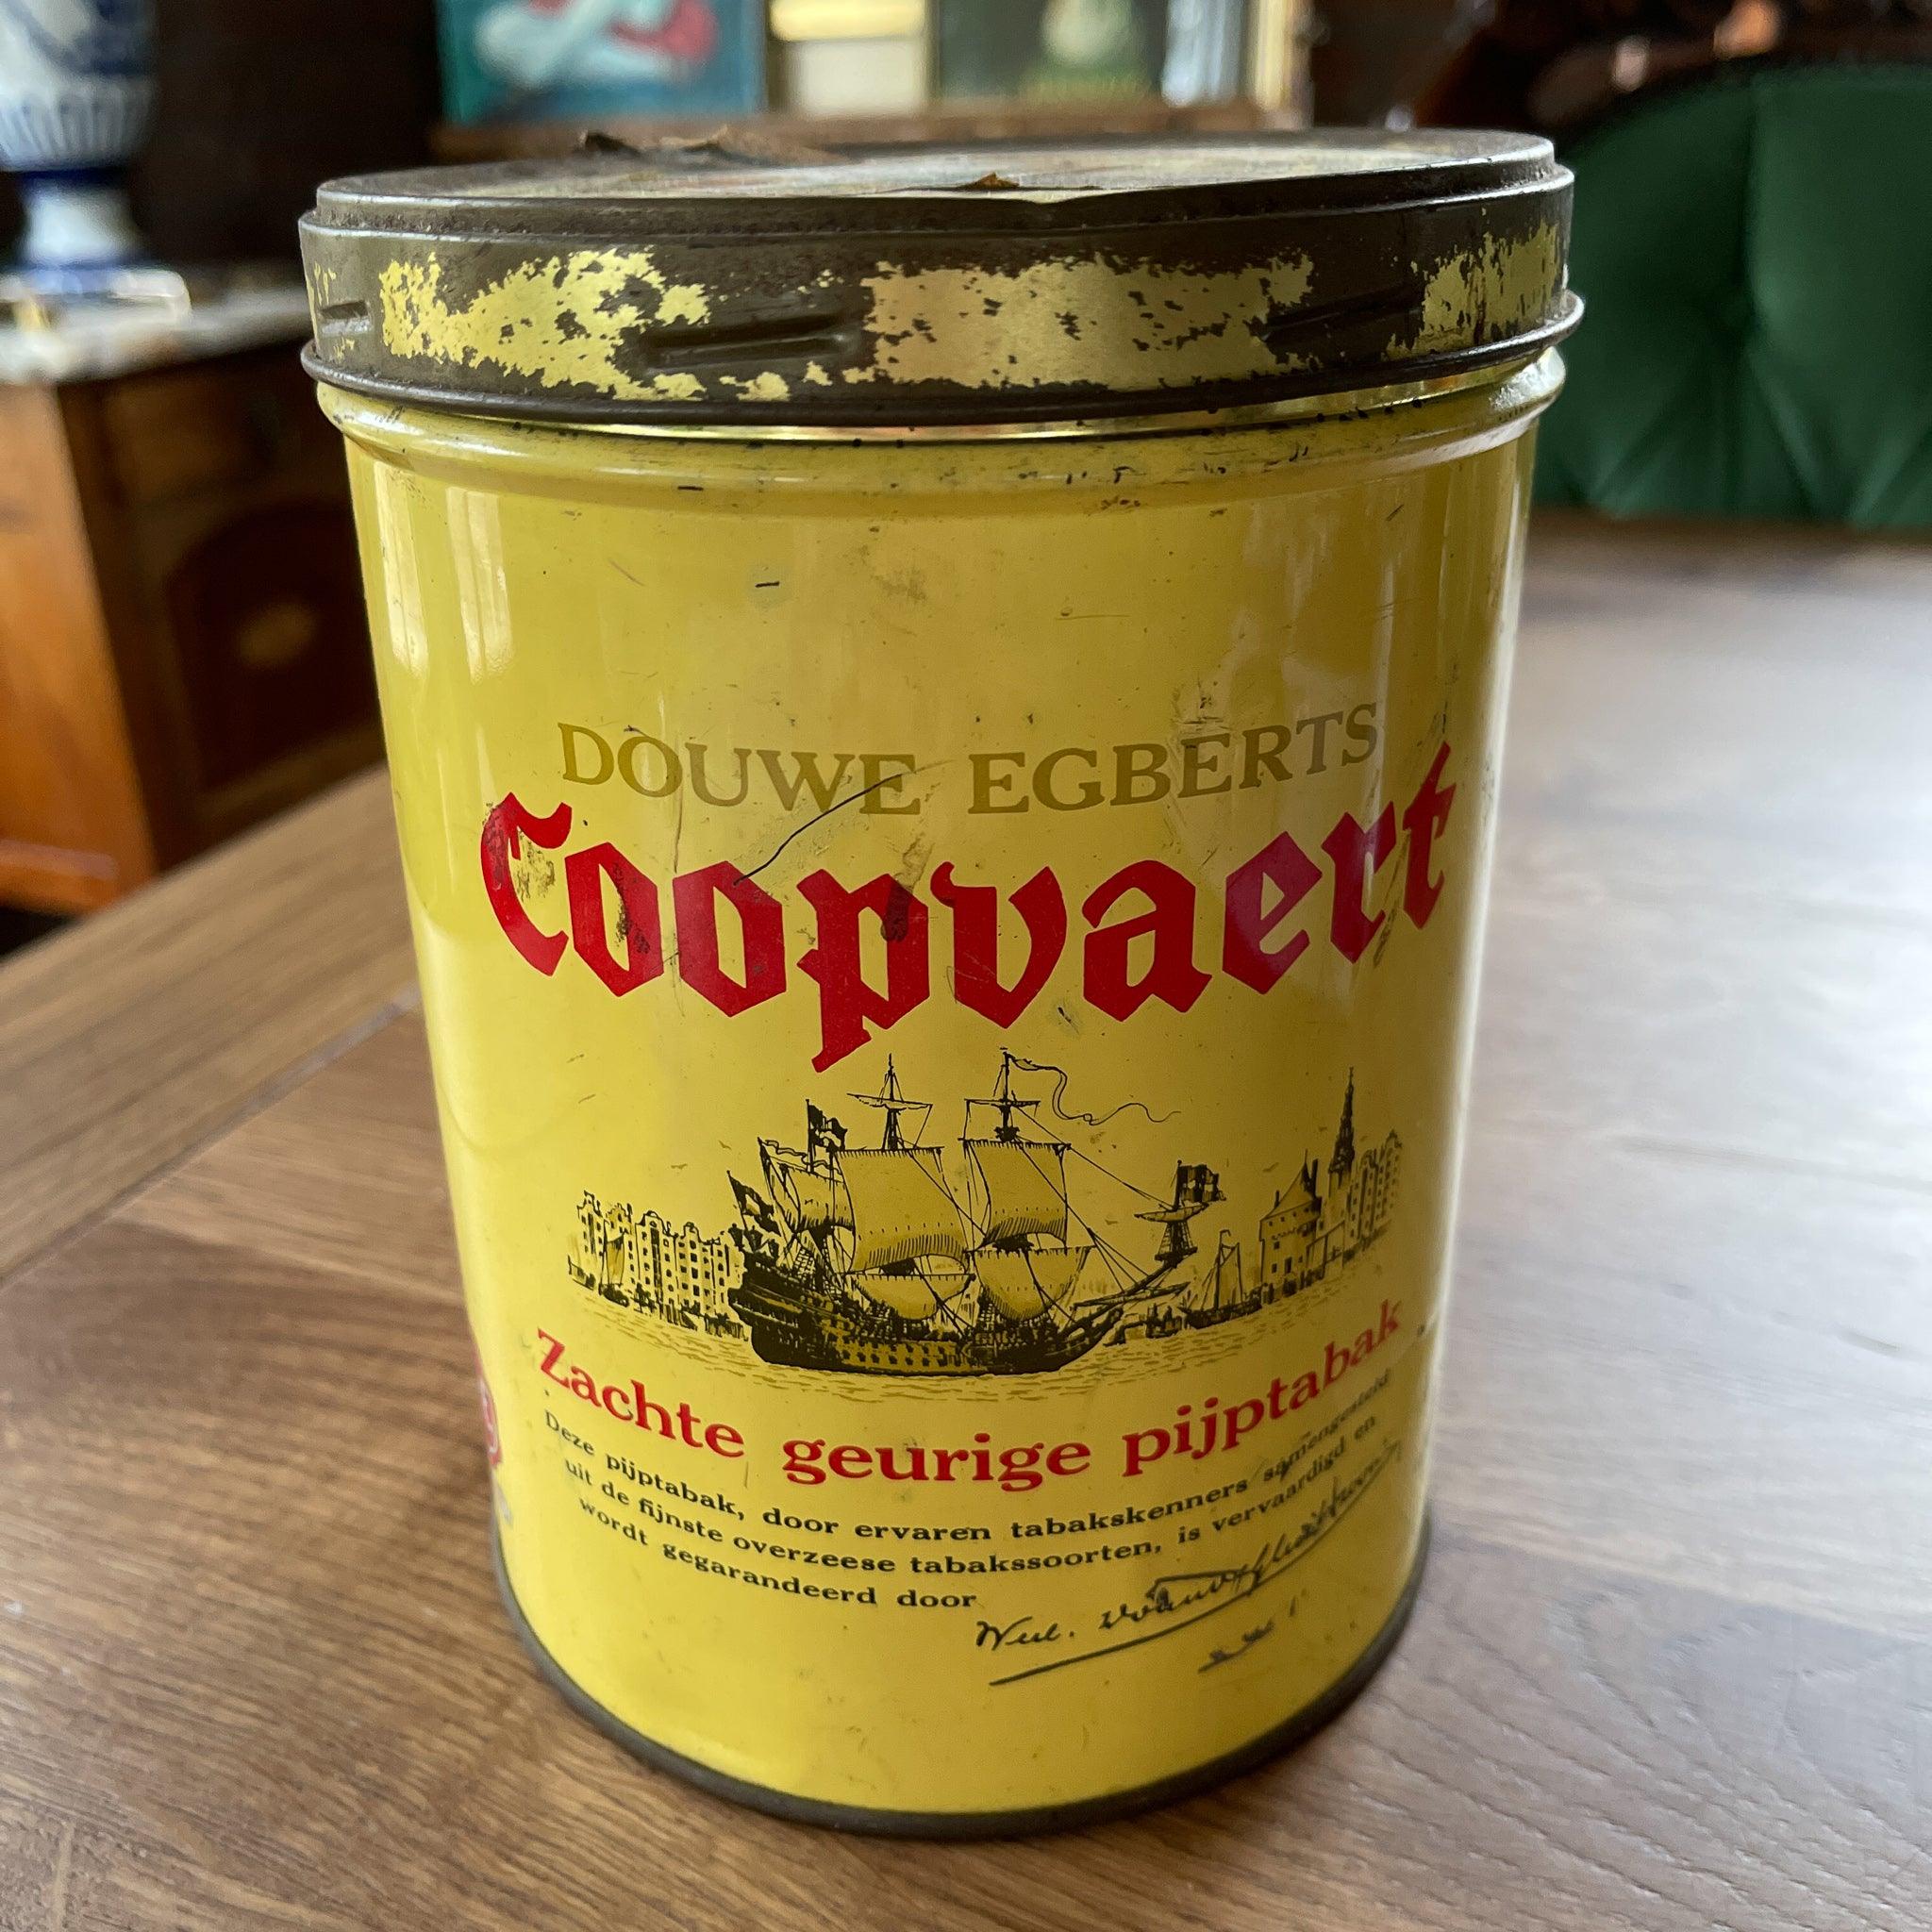 DOUWE EGBERTS
Coopvaert
Zachte geurige pijptabak
Deze pijptabak, door ervaren tabakskenners samengesteld
uit de fijnste overzeese tabakssoorten, is vervaardigd en
wordt gegarandeerd door
Wed.